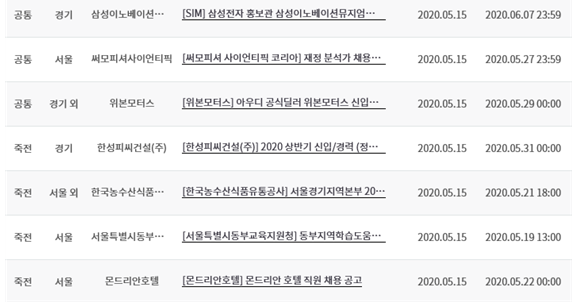 공통 경기 삼성이노베이션… [SIM] 삼성전자 홍보관 삼성이노베이션뮤지엄… 2020.05.15 2020.06.07 23:59
공통 서울 써모피셔사이언티픽 [써모피셔 사이언티픽 코리아] 재정 분석가 채용… 2020.05.15 2020.05.27 23:59
공통 경기 외 위본모터스 [위본모터스] 아우디 공식딜러 위본모터스 신입… 2020.05.15 2020.05.29 00:00
죽전 경기 한성피씨건설(주) [한성피씨건설(주)] 2020 상반기 신입/경력 (정… 2020.05.15 2020.05.31 00:00
죽전 서울 외 한국농수산식품… [한국농수산식품유통공사] 서울경기지역본부 20… 2020.05.15 2020.05.21 18:00
죽전 서울 서울특별시동부… [서울특별시동부교육지원청] 동부지역학습도움… 2020.05.15 2020.05.19 13:00
죽전 서울 몬드리안호텔 [몬드리안호텔] 몬드리안 호텔 직원 채용 공고 2020.05.15 2020.05.22 00:00